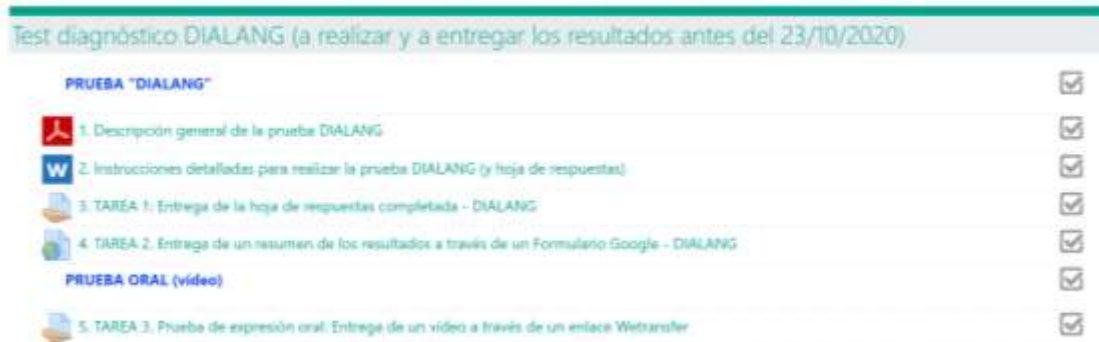 Test diagnóstico DIALANG (a realizar y a entregar los resultados antes del 23/10/2020)
PRUEBA "DIALANG"
1. Descripción general de la prueba DIALANG
W 2. Instrucciones detalladas para realizar la prueba DIALANG (y hoja de respuestas)
3. TAREA 1: Entrega de la hoja de respuestas completada - DIALANG
4. TAREA 2. Entrega de un resumen de los resultados a través de un Formulario Google - DIALANG
PRUEBA ORAL (vídeo)
5. TAREA 3. Prueba de expresión oral: Entrega de un vídeo a través de un enlace Wetransfer